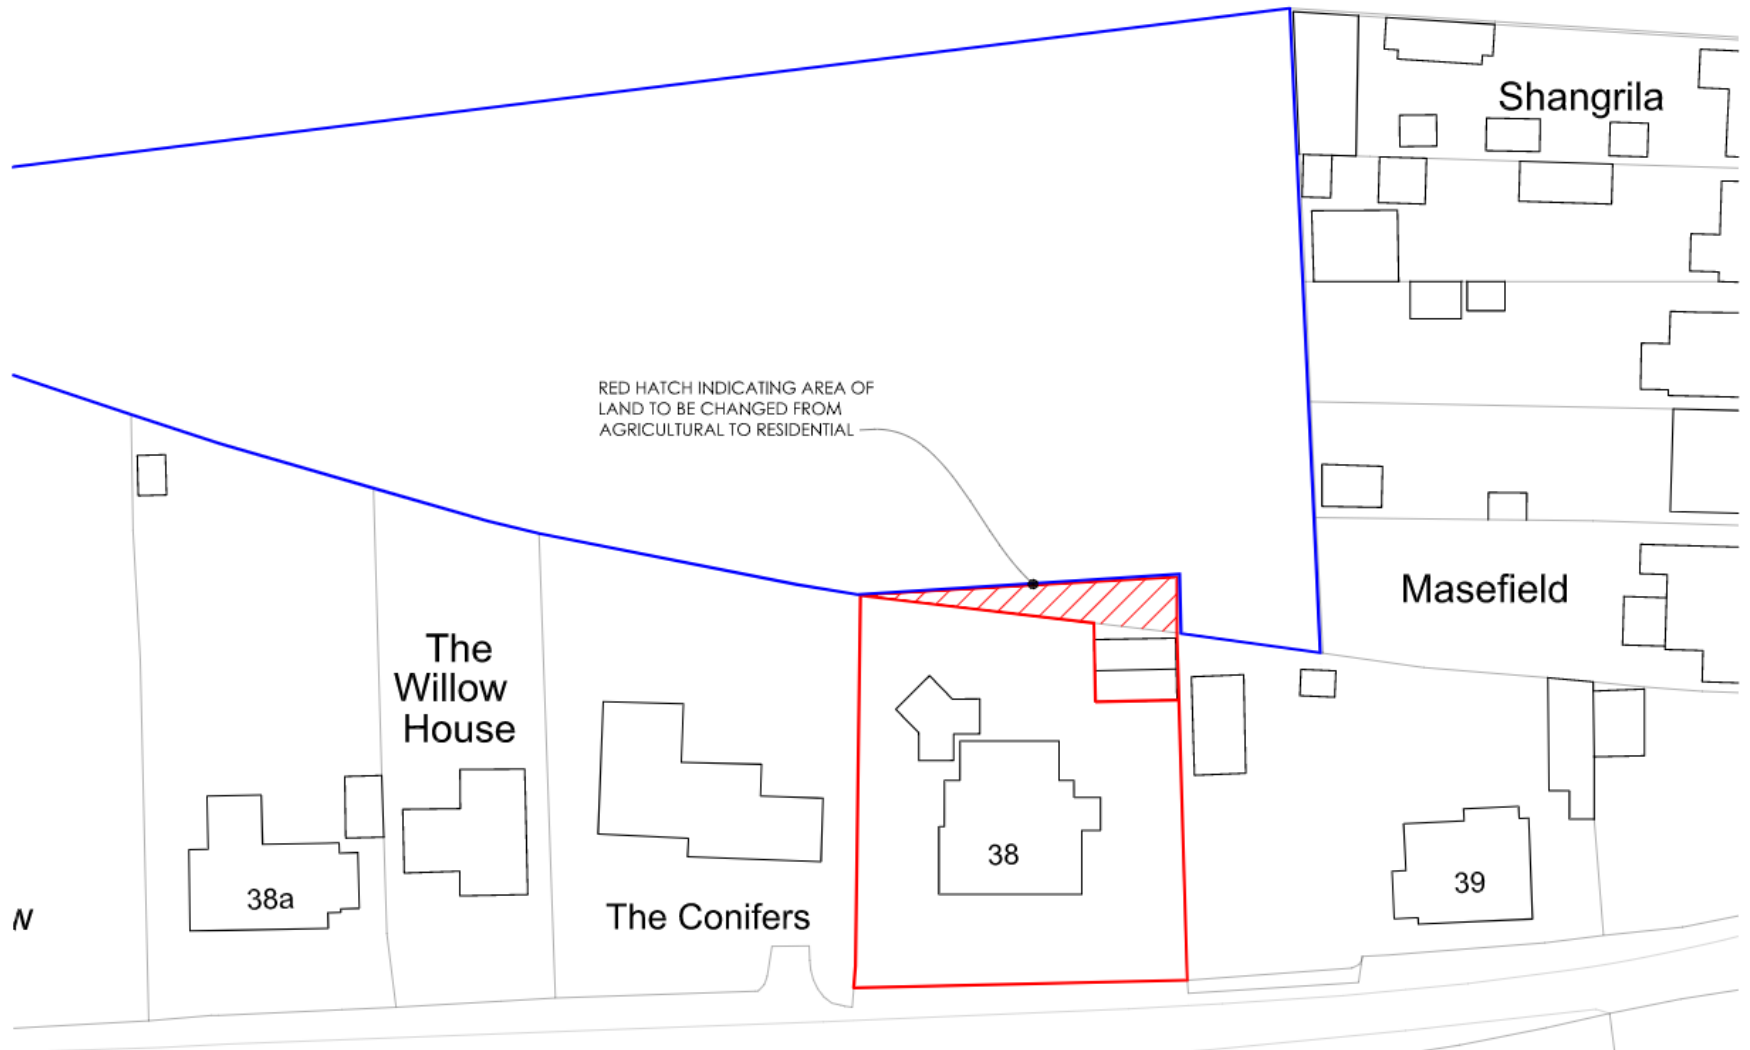 Shangrila
RED HATCH INDICATING AREA OF
LAND TO BE CHANGED FROM
AGRICULTURAL TO RESIDENTIAL
Masefield
The
Willow
House
38
39
38a
The Conifers
N